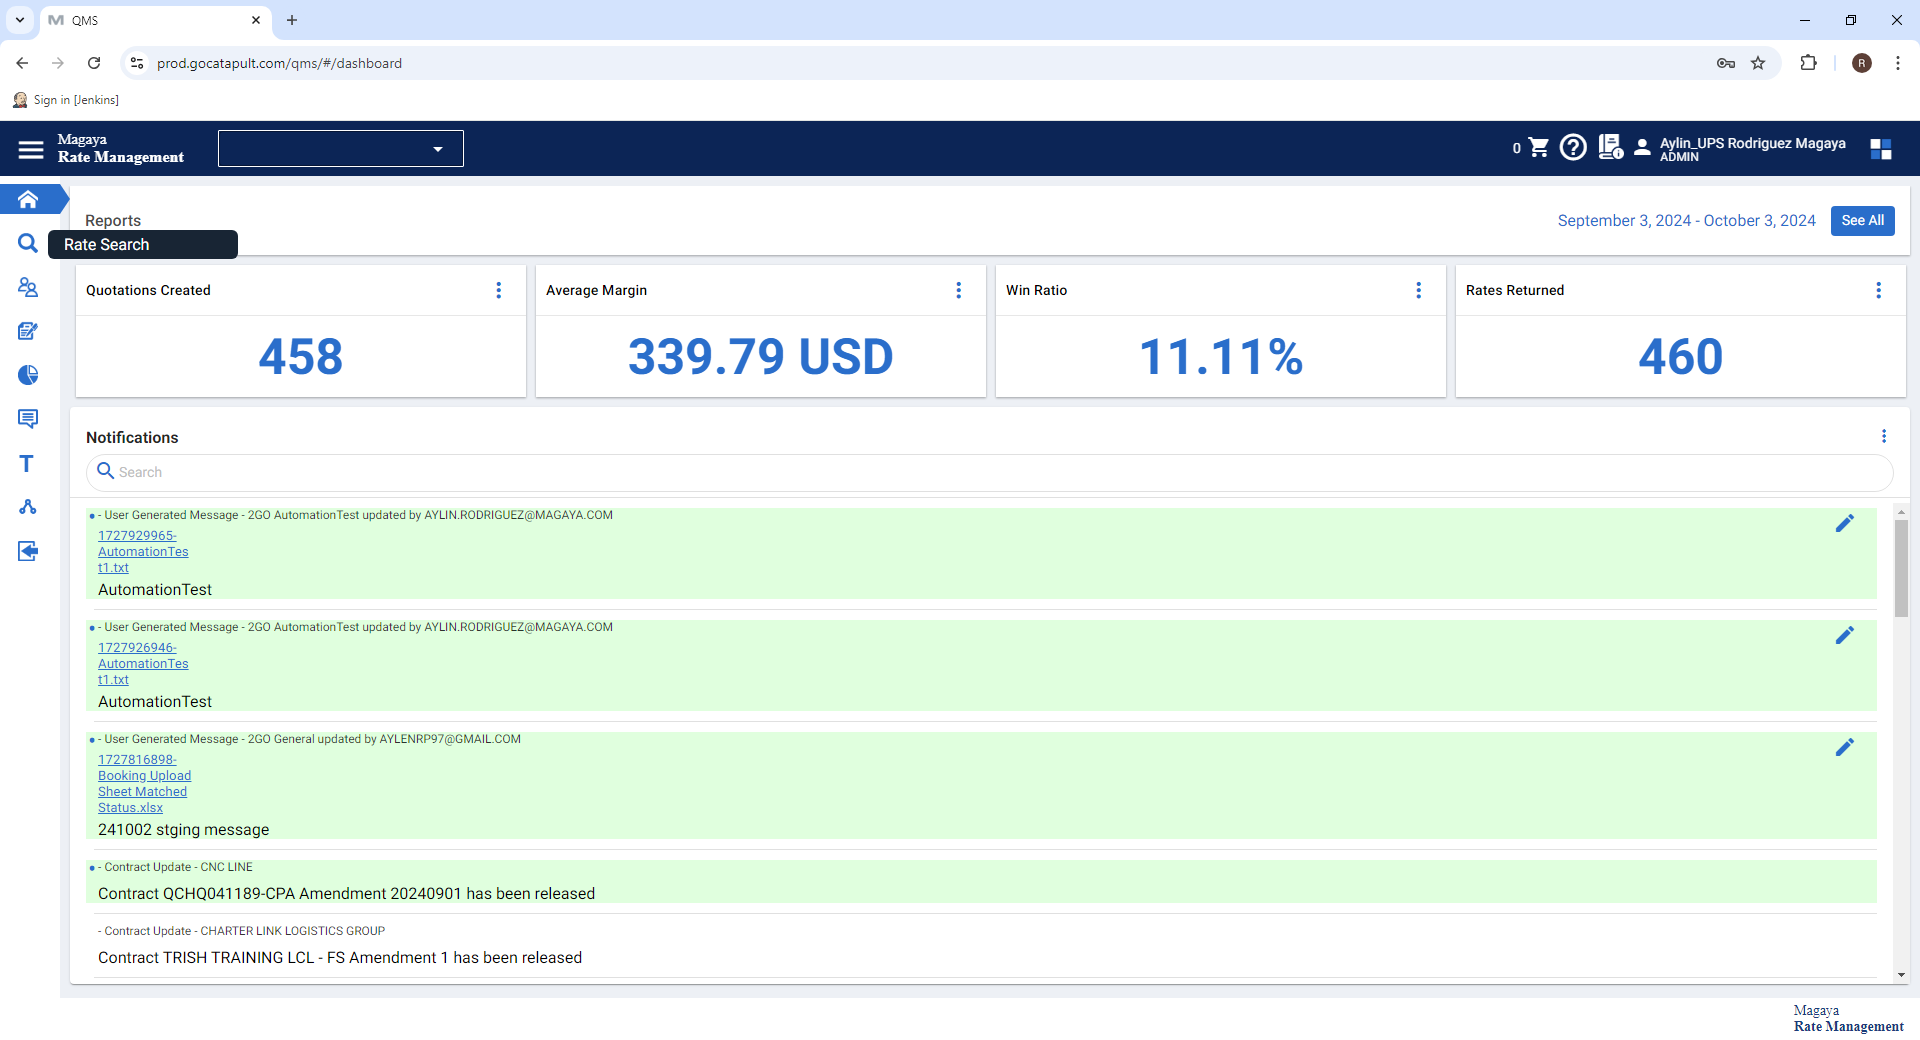 QMS
prod.gocatapult.com/qms/#/dashboard
R
Sign in [Jenkins]
Magaya
Rate Management
0
Aylin_UPS Rodriguez Magaya
ADMIN
Reports
September 3, 2024 - October 3, 2024
See All
Rate Search
Quotations Created
458
Average Margin
339.79 USD
Win Ratio
11.11%
Rates Returned
460
Notifications
Search
- User Generated Message - 2GO AutomationTest updated by AYLIN.RODRIGUEZ@MAGAYA.COM
1727929965-
AutomationTes
t1.txt
AutomationTest
- User Generated Message - 2GO AutomationTest updated by AYLIN.RODRIGUEZ@MAGAYA.COM
1727926946-
AutomationTes
t1.txt
AutomationTest
- User Generated Message - 2GO General updated by AYLENRP97@GMAIL.COM
1727816898-
Booking Upload
Sheet Matched
Status.xlsx
241002 stging message
- Contract Update - CNC LINE
Contract QCHQ041189-CPA Amendment 20240901 has been released
- Contract Update - CHARTER LINK LOGISTICS GROUP
Contract TRISH TRAINING LCL - FS Amendment 1 has been released
Magaya
Rate Management